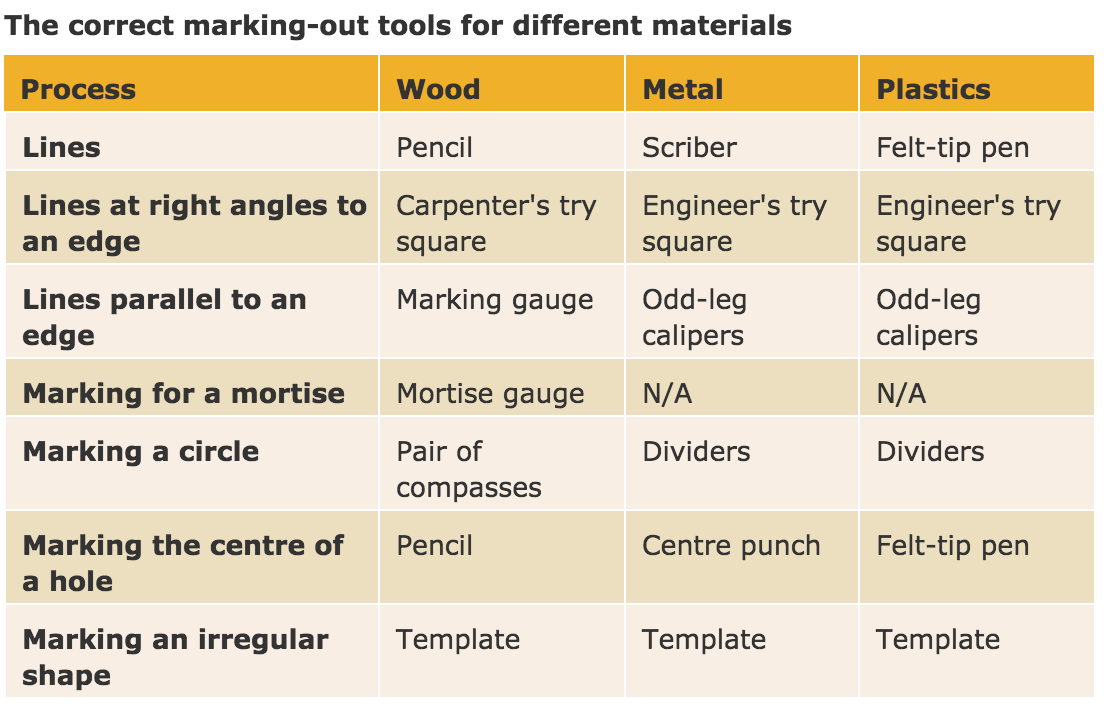 The correct marking-out tools for different materials
Process Wood Metal Plastics
Lines Pencil Scriber Felt-tip pen
Lines at right angles to Carpenter's try Engineer's try Engineer's try
an edge square square square
Lines parallel to an Marking gauge Odd-leg Odd-leg
edge calipers calipers
Marking for a mortise Mortise gauge N/A N/A
Marking a circle Pair of Dividers Dividers
compasses
Marking the centre of Pencil Centre punch Felt-tip pen
a hole
Marking an irregular Template Template Template
shape